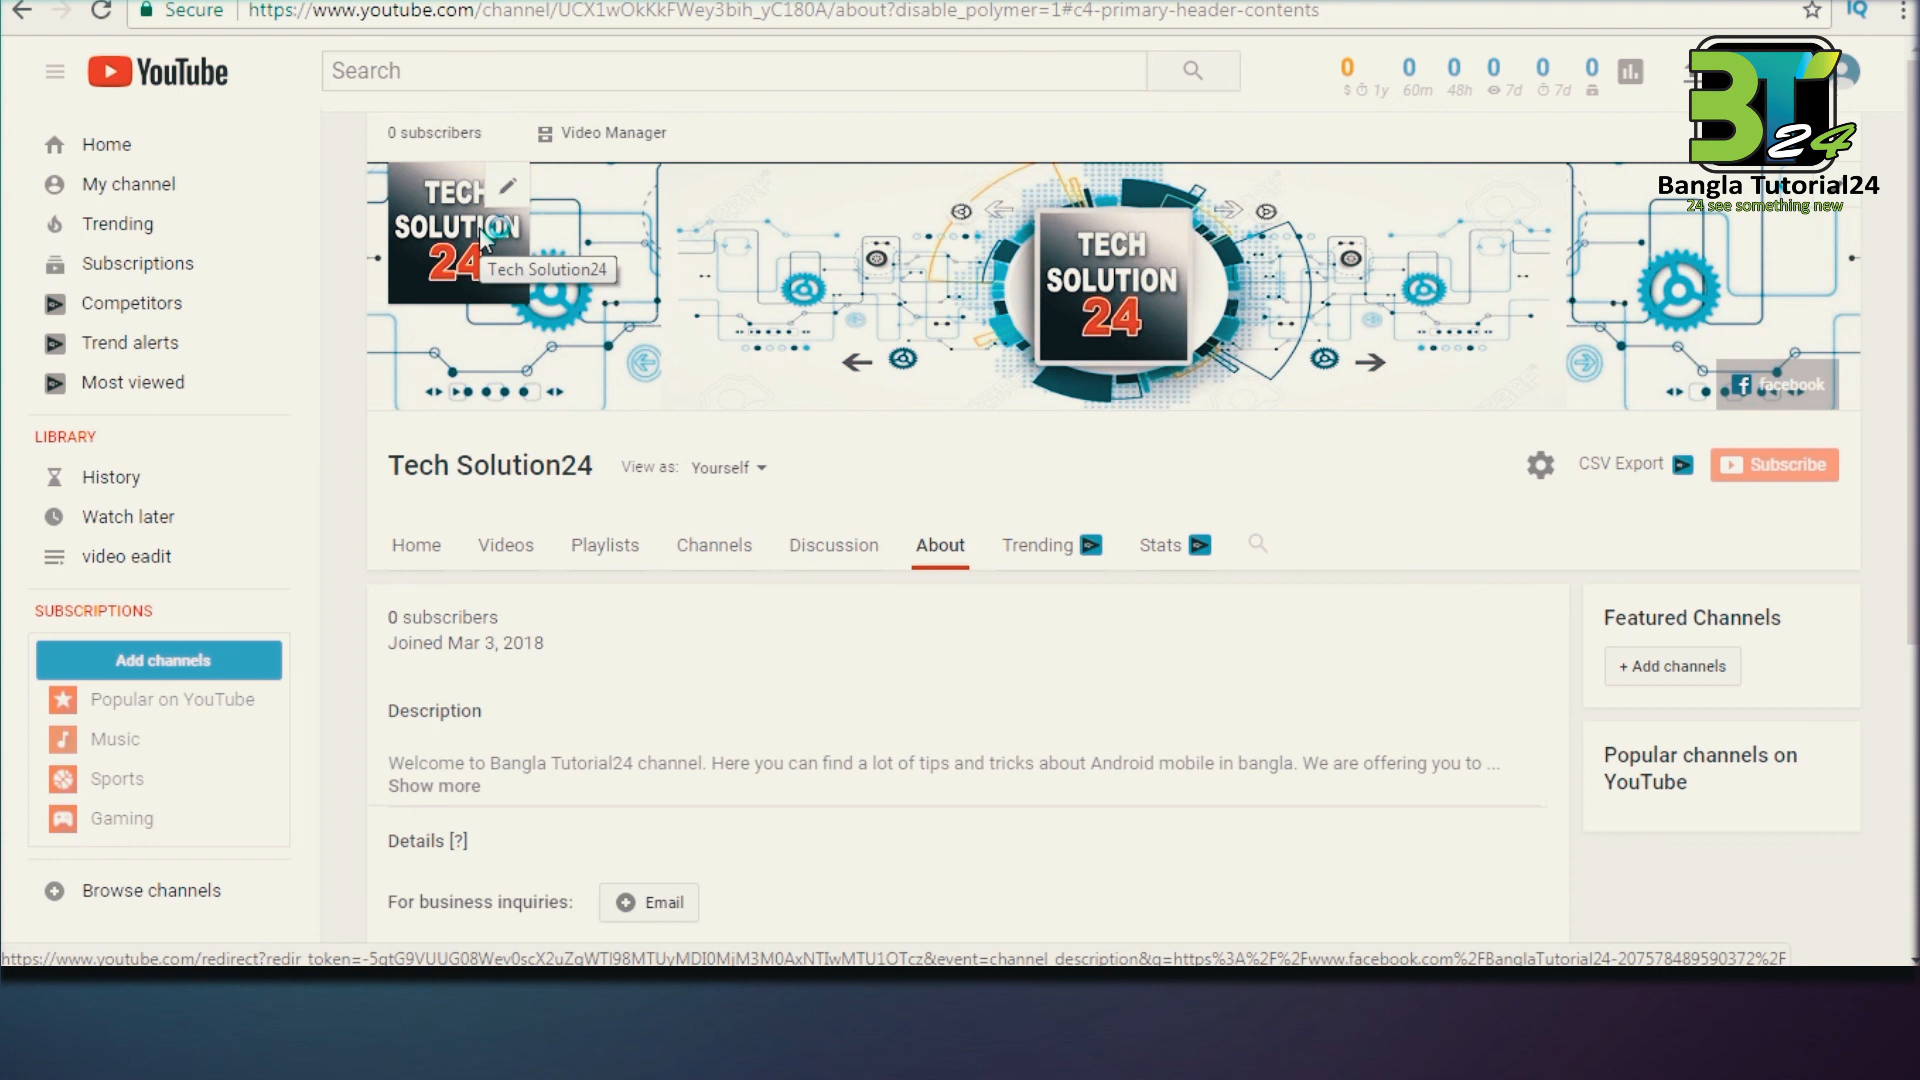 Secure https://www.youtube.com/channel/UCX1wOkKkFWey3bih_yC180A/about?disable_polymer=1#c4-primary-header-contents
YouTube
Search
0 0 0 0 0 0
$ 1y 60m 48h 7d 7d
BT24
Bangla Tutorial24
24 see something new
0 subscribers Video Manager
Home
My channel
Trending
Subscriptions
Competitors
Trend alerts
Most viewed
LIBRARY
History
Watch later
video eadit
SUBSCRIPTIONS
Add channels
Popular on YouTube
Music
Sports
Gaming
Browse channels
TECH
SOLUTION
24
Tech Solution24
TECH
SOLUTION
24
facebook
Tech Solution24 View as: Yourself
CSV Export Subscribe
Home Videos Playlists Channels Discussion About Trending Stats
0 subscribers
Joined Mar 3, 2018
Description
Welcome to Bangla Tutorial24 channel. Here you can find a lot of tips and tricks about Android mobile in bangla. We are offering you to ...
Show more
Details [?]
For business inquiries: Email
Featured Channels
+ Add channels
Popular channels on
YouTube